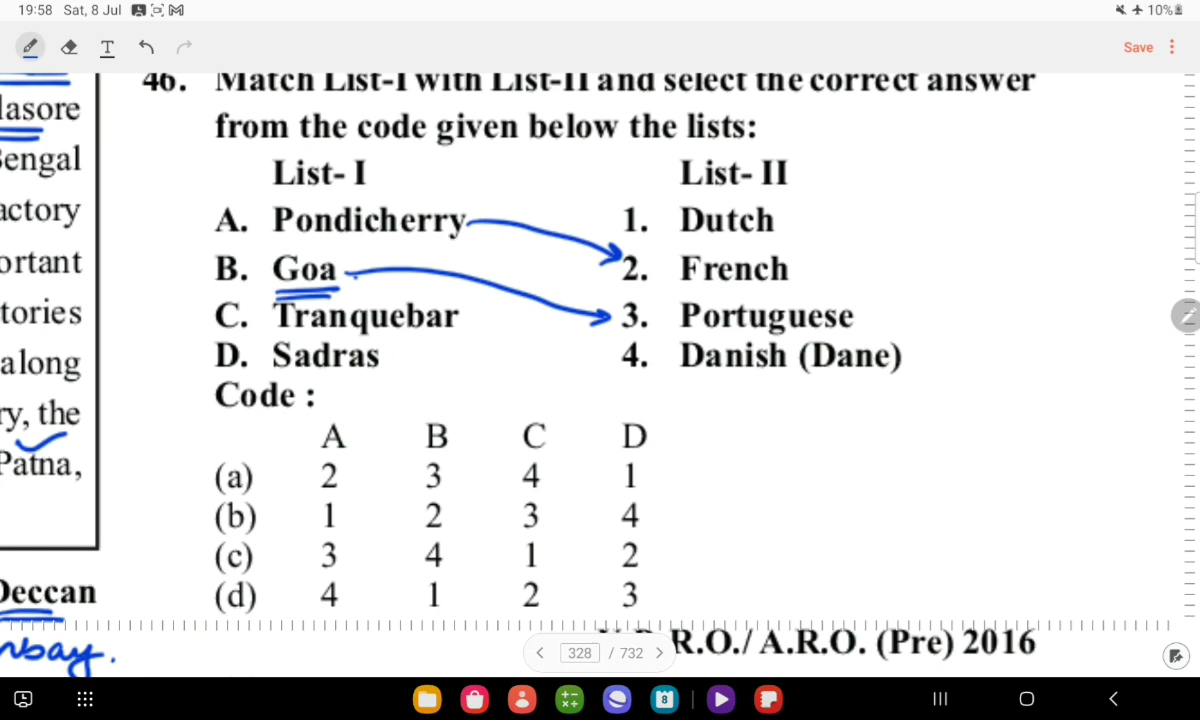 19:58 Sat, 8 Jul
10%
T
Save
lasore
Bengal
actory
ortant
tories
along
ry, the
Patna,
Deccan
mbay.
46. Match List-I with List-II and select the correct answer
from the code given below the lists:
List- I List- II
A. Pondicherry 1. Dutch
B. Goa 2. French
C. Tranquebar 3. Portuguese
D. Sadras 4. Danish (Dane)
Code :
A B C D
(a) 2 3 4 1
(b) 1 2 3 4
(c) 3 4 1 2
(d) 4 1 2 3
R.O./ A.R.O. (Pre) 2016
328 / 732
8